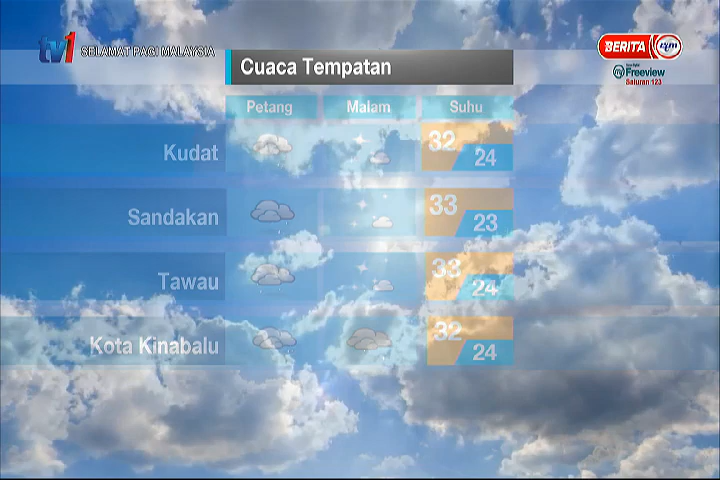 tv1 SELAMAT PAGI MALAYSIA
BERITA rtm
Freeview
Saluran 123
Cuaca Tempatan
Petang Malam Suhu
Kudat 32 24
Sandakan 33 23
Tawau 33 24
Kota Kinabalu 32 24